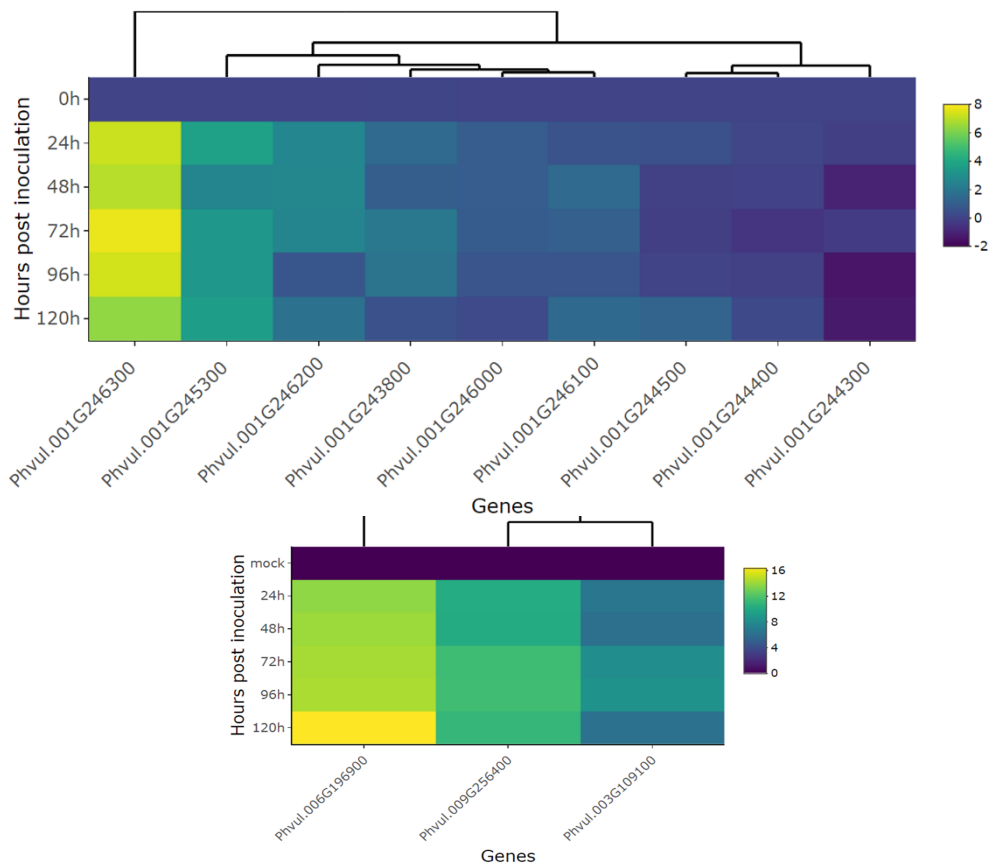 0h
24h
48h
72h
96h
120h
Hours post inoculation
8
6
4
2
0
-2
Phvul.001G246300
Phvul.001G245300
Phvul.001G246200
Phvul.001G243800
Phvul.001G246000
Phvul.001G246100
Phvul.001G244500
Phvul.001G244400
Phvul.001G244300
Genes
mock
24h
48h
72h
96h
120h
Hours post inoculation
16
12
8
4
0
Phvul.006G196900
Phvul.009G256400
Phvul.003G109100
Genes